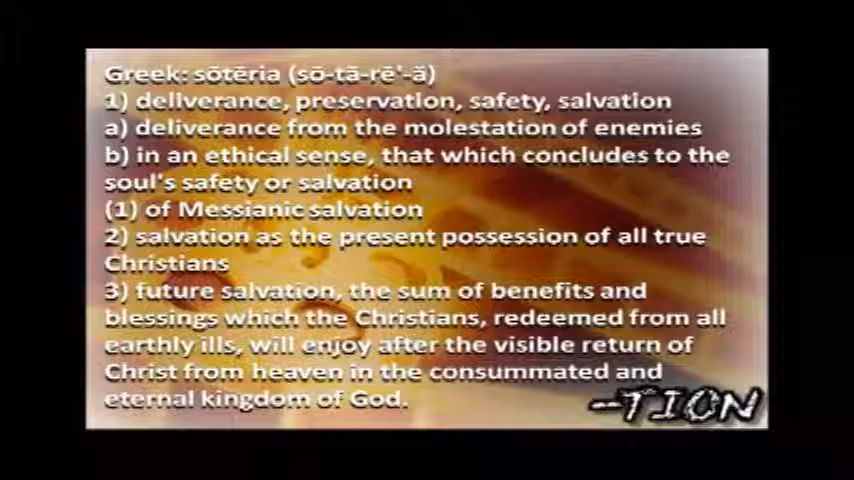 Greek: sōtēria (sō-tā-rē'-ä)
1) deliverance, preservation, safety, salvation
a) deliverance from the molestation of enemies
b) in an ethical sense, that which concludes to the
soul's safety or salvation
(1) of Messianic salvation
2) salvation as the present possession of all true
Christians
3) future salvation, the sum of benefits and
blessings which the Christians, redeemed from all
earthly ills, will enjoy after the visible return of
Christ from heaven in the consummated and
eternal kingdom of God.
-TION